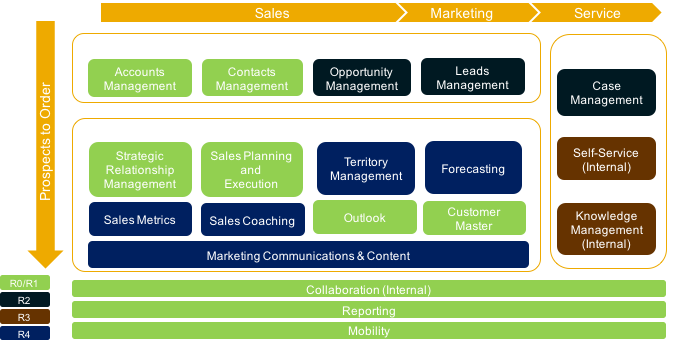 Sales
Marketing
Service
Prospects to Order
Accounts
Management
Contacts
Management
Opportunity
Management
Leads
Management
Case
Management
Strategic
Relationship
Management
Sales Planning
and
Execution
Territory
Management
Forecasting
Self-Service
(Internal)
Sales Metrics
Sales Coaching
Outlook
Customer
Master
Knowledge
Management
(Internal)
Marketing Communications & Content
R0/R1
R2
R3
R4
Collaboration (Internal)
Reporting
Mobility